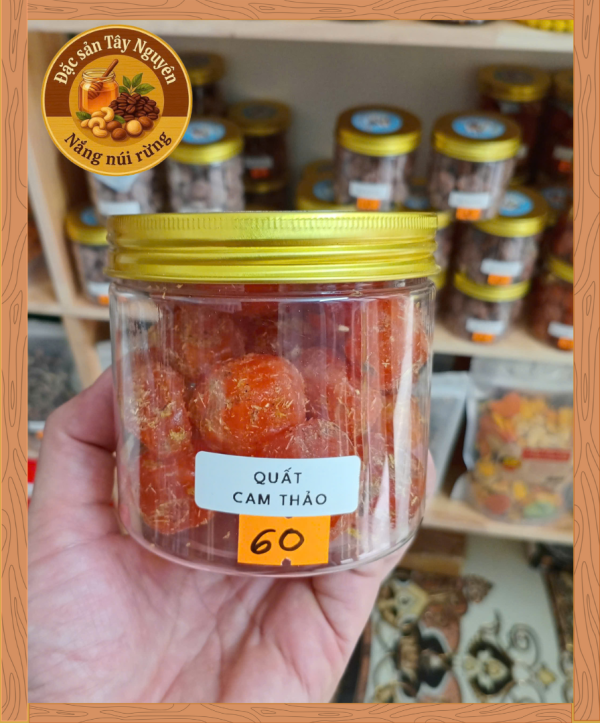 Đặc sản Tây Nguyên
Nắng núi rừng
QUẤT
CAM THẢO
60